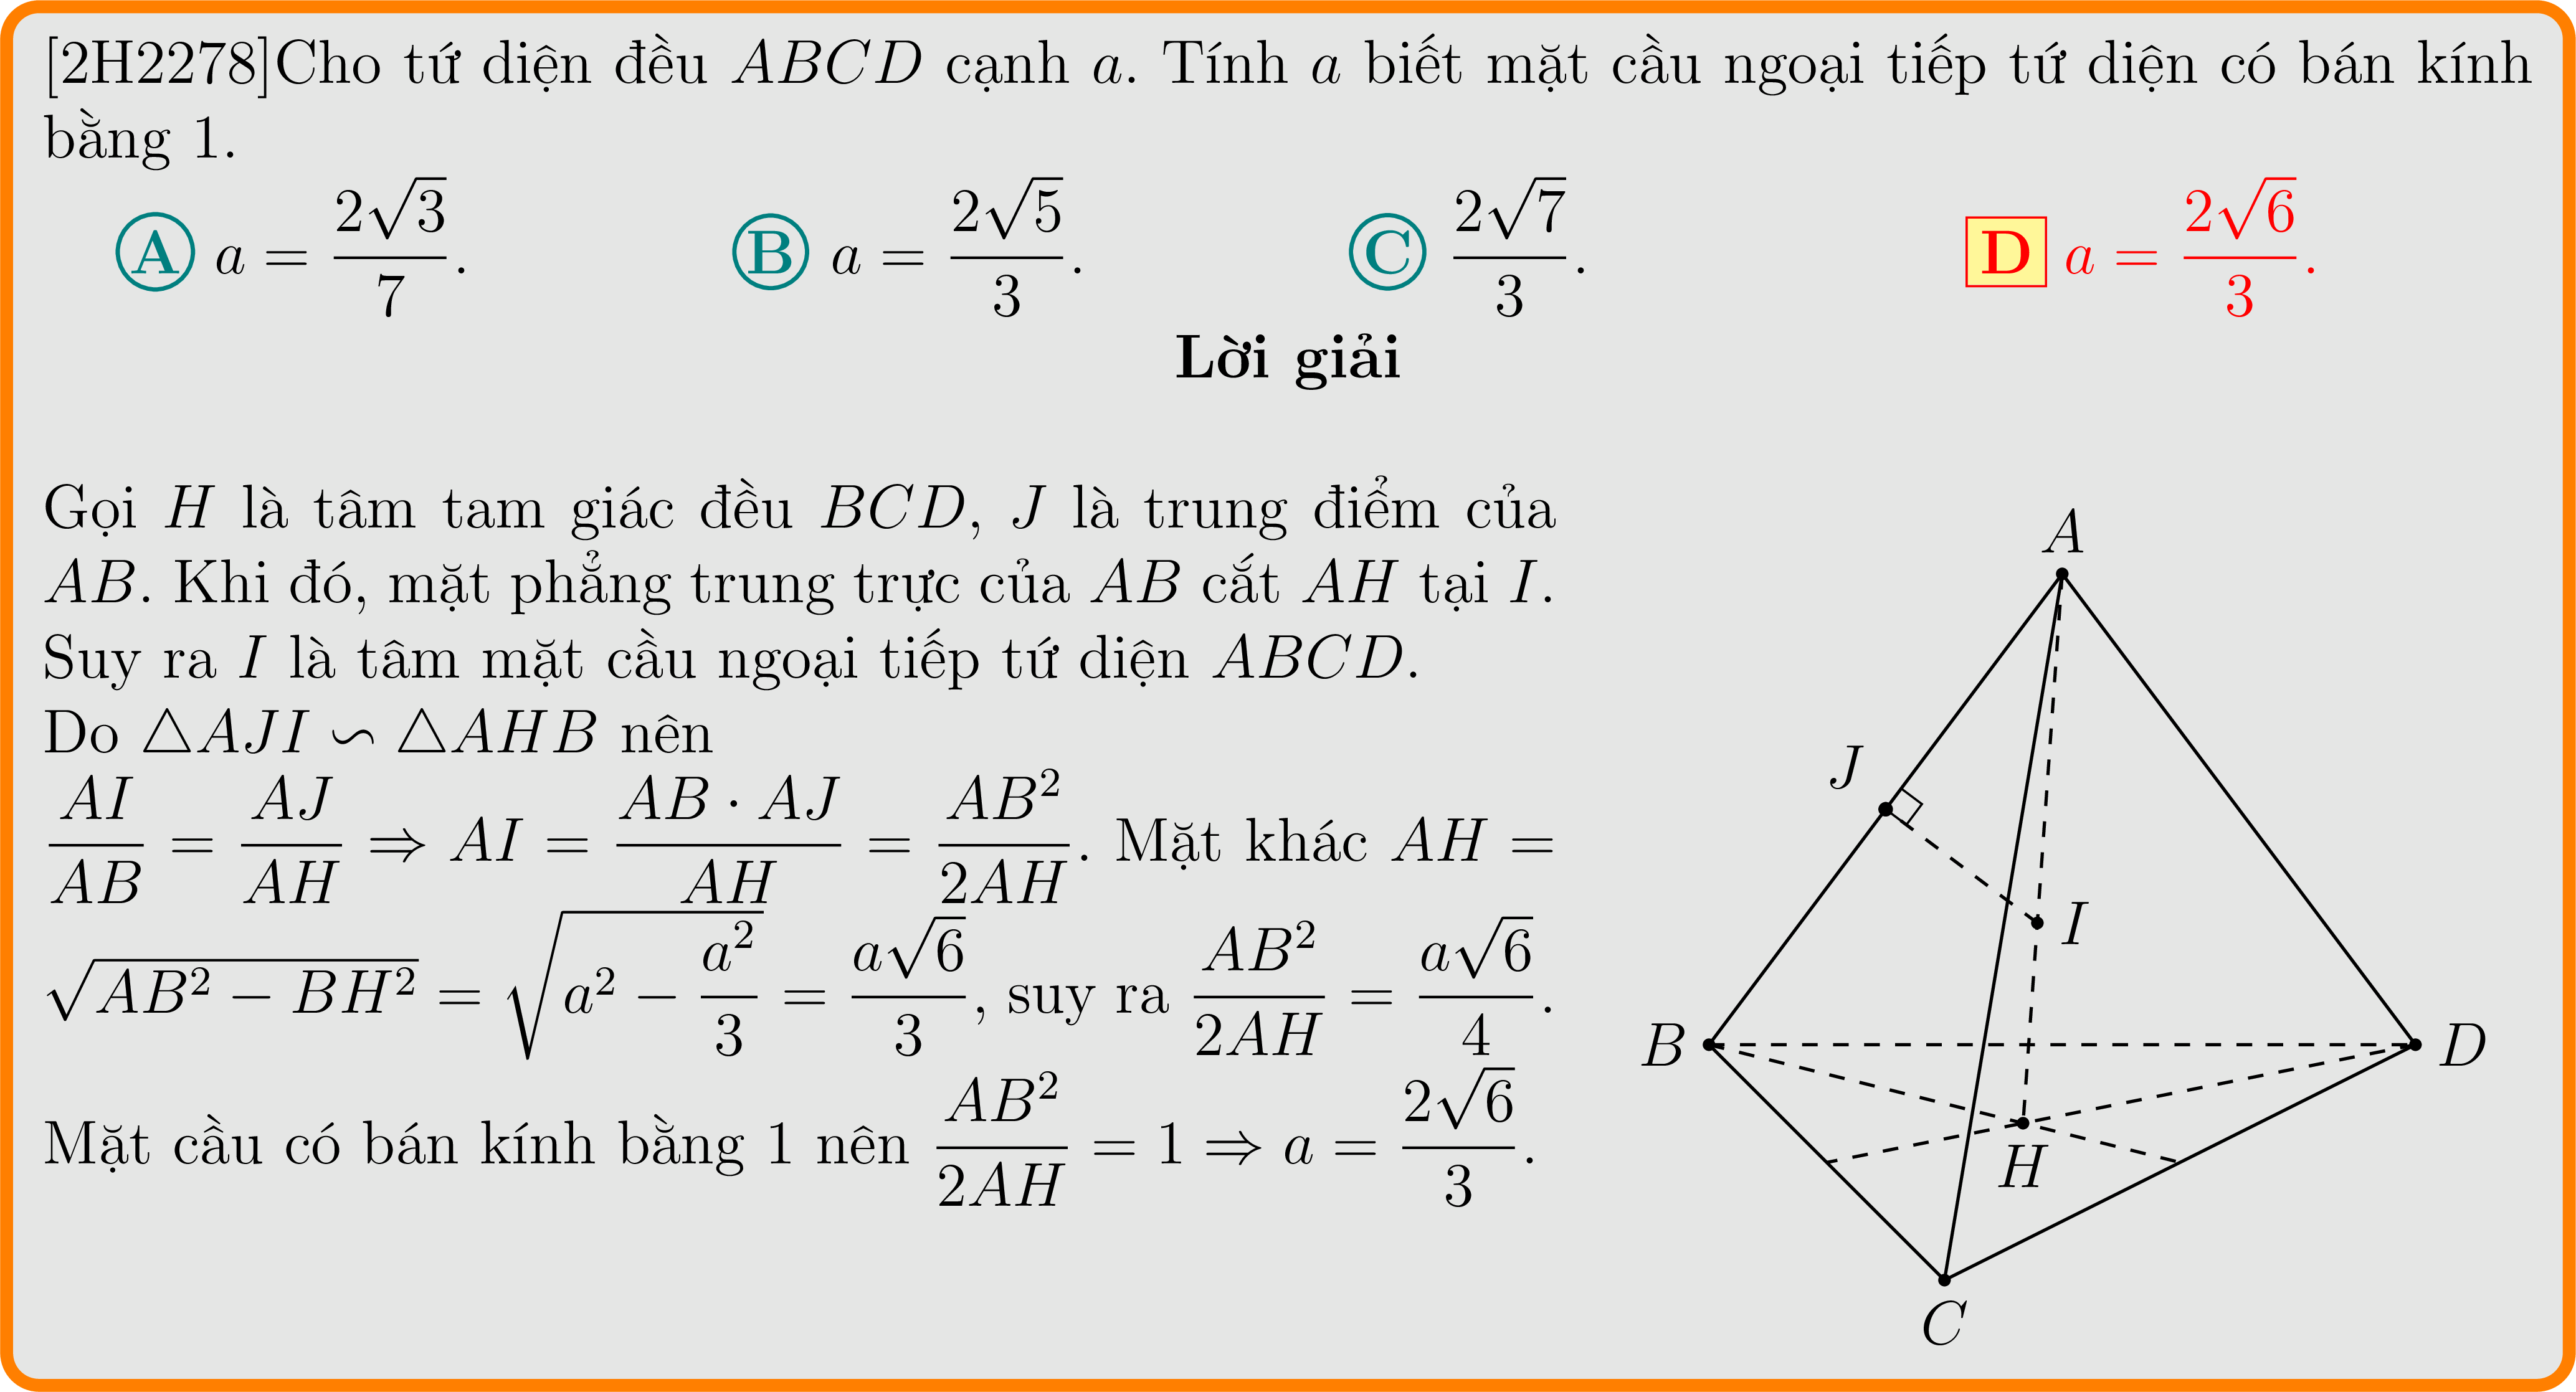 [2H2278]Cho tứ diện đều ABCD cạnh a. Tính a biết mặt cầu ngoại tiếp tứ diện có bán kính
bằng 1.
A a = \frac{2\sqrt{3}}{7}. B a = \frac{2\sqrt{5}}{3}. C \frac{2\sqrt{7}}{3}. D a = \frac{2\sqrt{6}}{3}.
Lời giải
Gọi H là tâm tam giác đều BCD, J là trung điểm của
AB. Khi đó, mặt phẳng trung trực của AB cắt AH tại I.
Suy ra I là tâm mặt cầu ngoại tiếp tứ diện ABCD.
Do △AJI ∽ △AHB nên
\frac{AI}{AB} = \frac{AJ}{AH} ⇒ AI = \frac{AB · AJ}{AH} = \frac{AB^2}{2AH}. Mặt khác AH =
\sqrt{AB^2 − BH^2} = \sqrt{a^2 − \frac{a^2}{3}} = \frac{a\sqrt{6}}{3}, suy ra \frac{AB^2}{2AH} = \frac{a\sqrt{6}}{4}.
Mặt cầu có bán kính bằng 1 nên \frac{AB^2}{2AH} = 1 ⇒ a = \frac{2\sqrt{6}}{3}.
A
J
I
B
D
H
C